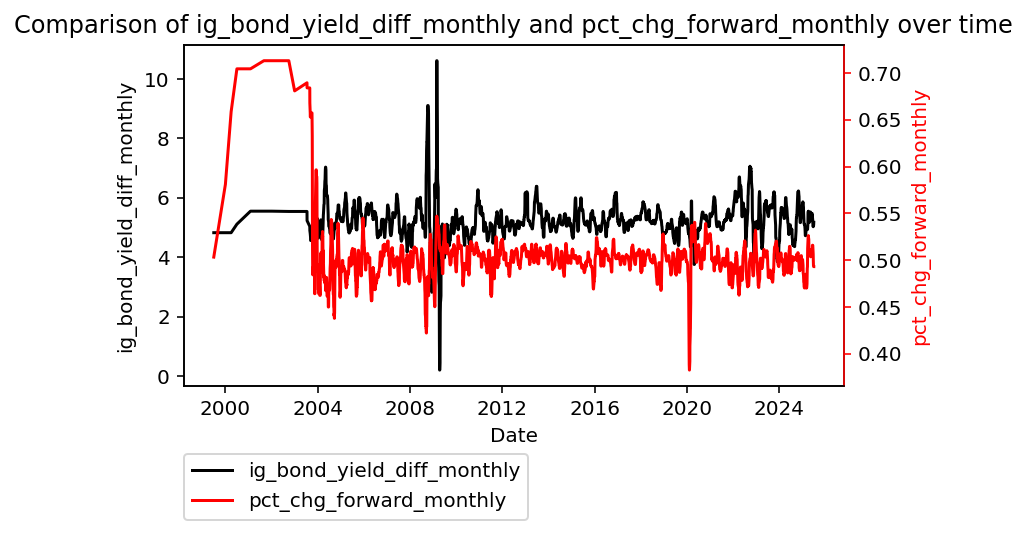 Comparison of ig_bond_yield_diff_monthly and pct_chg_forward_monthly over time
ig_bond_yield_diff_monthly
10
8
6
4
2
0
0.70
0.65
0.60
0.55
0.50
0.45
0.40
pct_chg_forward_monthly
2000 2004 2008 2012 2016 2020 2024
Date
ig_bond_yield_diff_monthly
pct_chg_forward_monthly